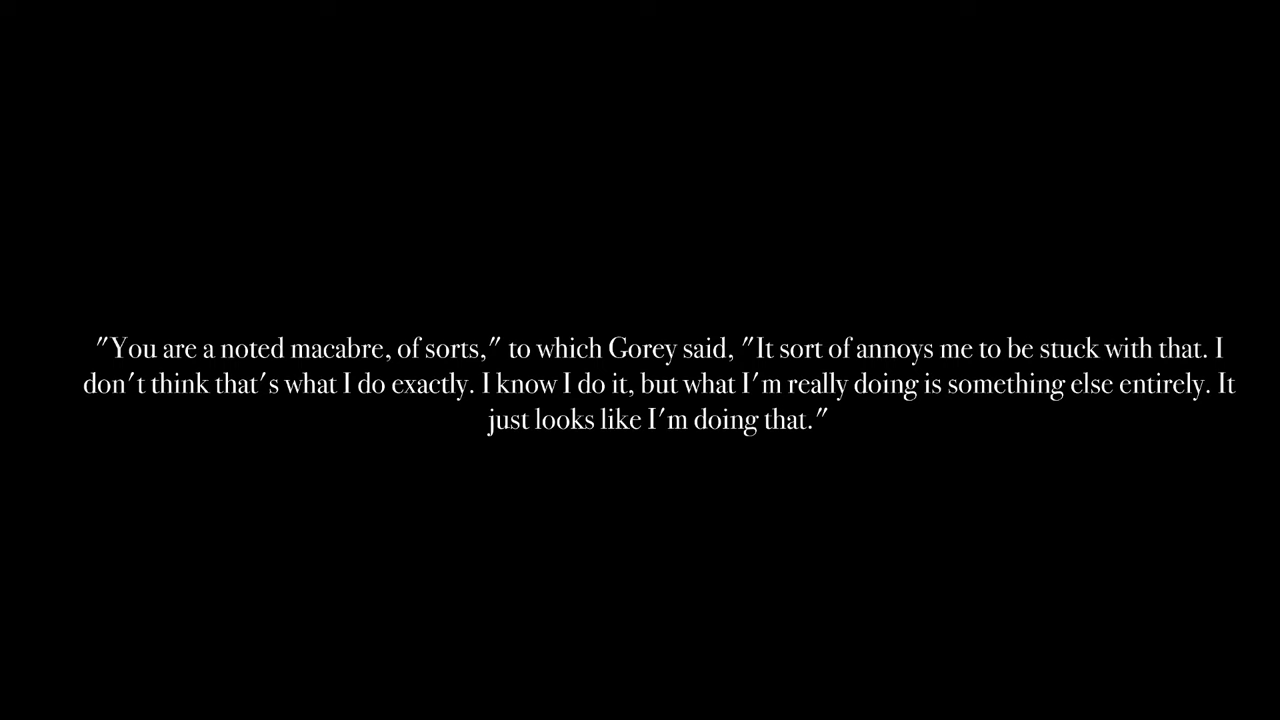 "You are a noted macabre, of sorts," to which Gorey said, "It sort of annoys me to be stuck with that. I
don't think that's what I do exactly. I know I do it, but what I'm really doing is something else entirely. It
just looks like I'm doing that."